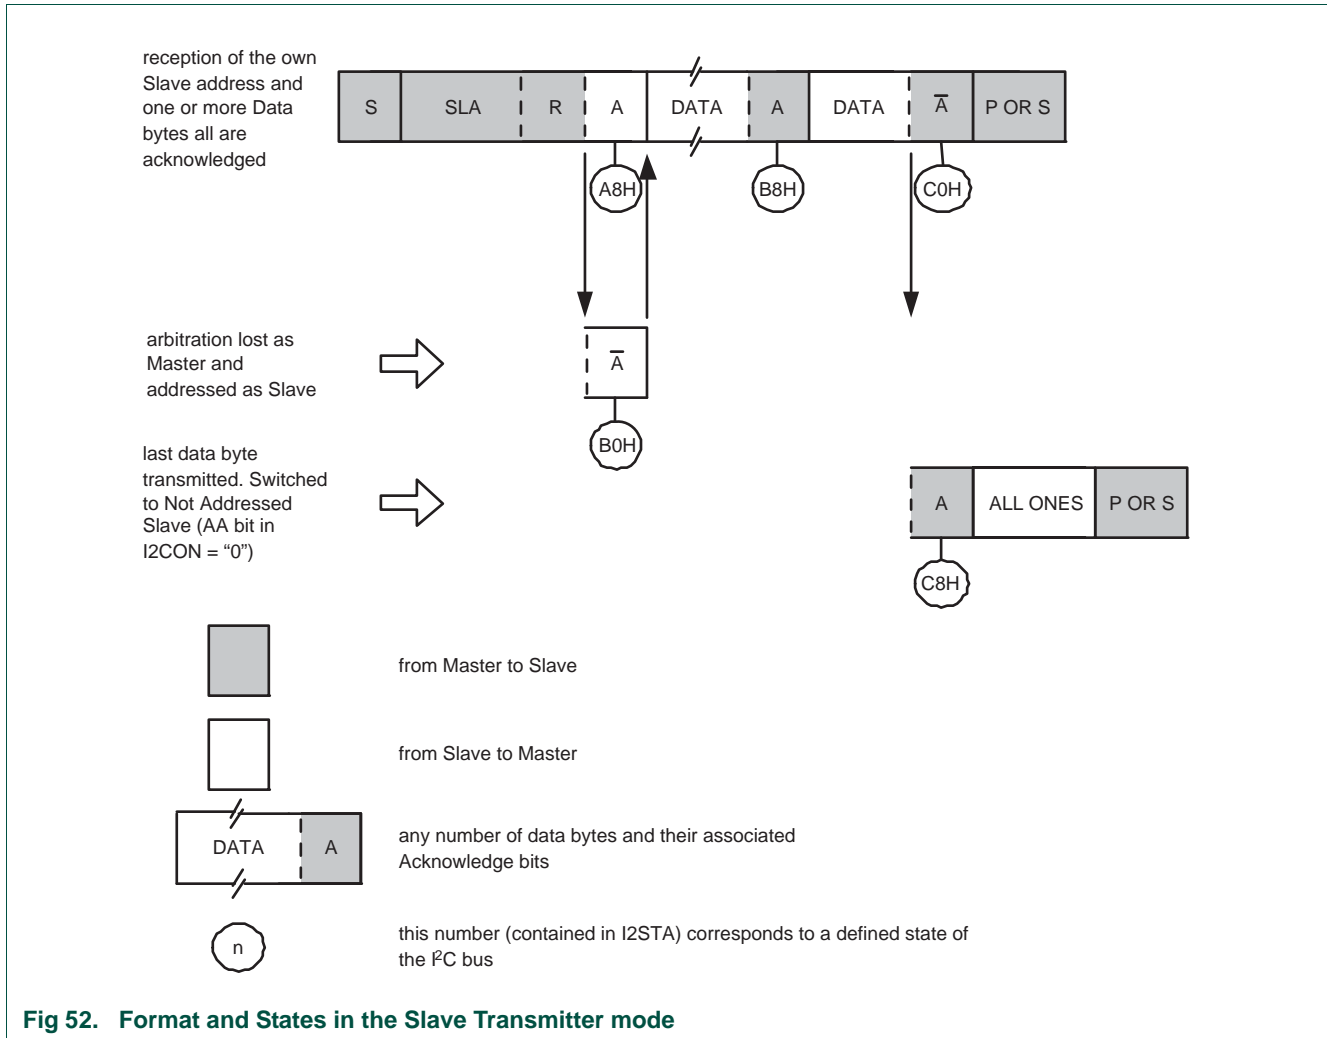 reception of the own
Slave address and
one or more Data
bytes all are
acknowledged
S SLA R A DATA A DATA A̅ P OR S
A8H B8H C0H
arbitration lost as
Master and
addressed as Slave
A̅
B0H
last data byte
transmitted. Switched
to Not Addressed
Slave (AA bit in
I2CON = “0”)
A ALL ONES P OR S
C8H
from Master to Slave
from Slave to Master
DATA A
any number of data bytes and their associated
Acknowledge bits
n
this number (contained in I2STA) corresponds to a defined state of
the I²C bus
Fig 52. Format and States in the Slave Transmitter mode